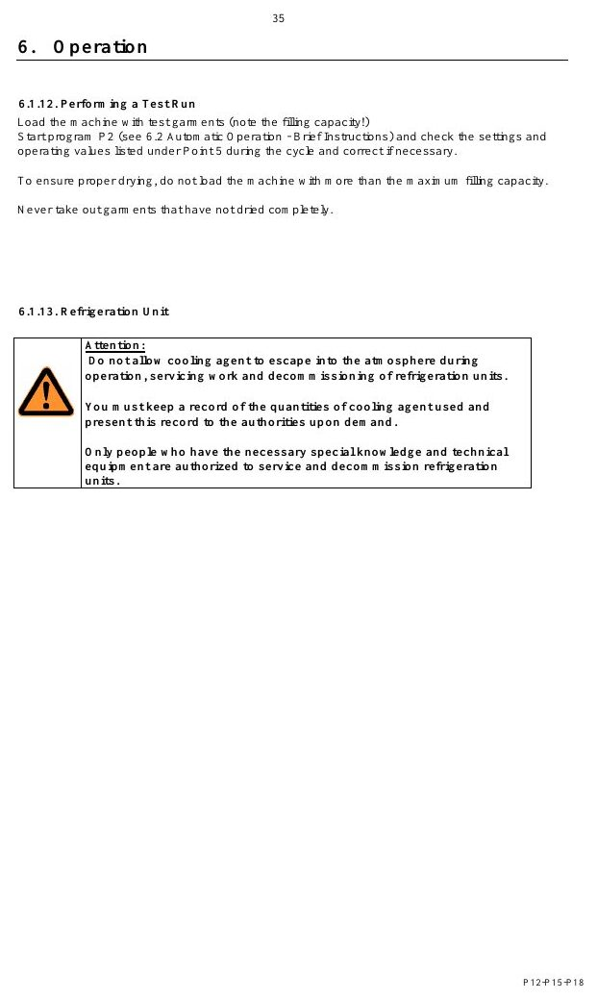 35
6. Operation
6.1.12. Performing a Test Run
Load the machine with test garments (note the filling capacity!)
Start program P2 (see 6.2 Automatic Operation - Brief Instructions) and check the settings and
operating values listed under Point 5 during the cycle and correct if necessary.
To ensure proper drying, do not load the machine with more than the maximum filling capacity.
Never take out garments that have not dried completely.
6.1.13. Refrigeration Unit
Attention:
Do not allow cooling agent to escape into the atmosphere during
operation, servicing work and decommissioning of refrigeration units.
You must keep a record of the quantities of cooling agent used and
present this record to the authorities upon demand.
Only people who have the necessary special knowledge and technical
equipment are authorized to service and decommission refrigeration
units.
P12-P15-P18